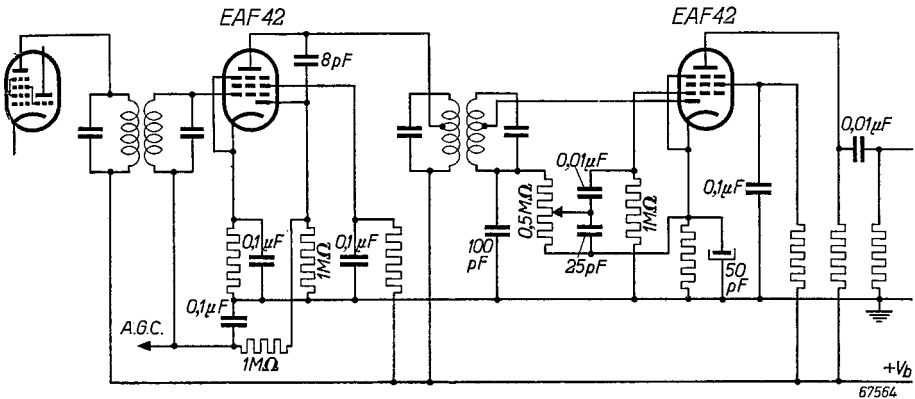 EAF42
EAF42
8pF
0,01µF
0,01µF
0,5MΩ
0,1µF
1MΩ
0,1µF
100
pF
25pF
1MΩ
50
pF
0,1µF
0,1µF
A.G.C.
1MΩ
+Vb
67564